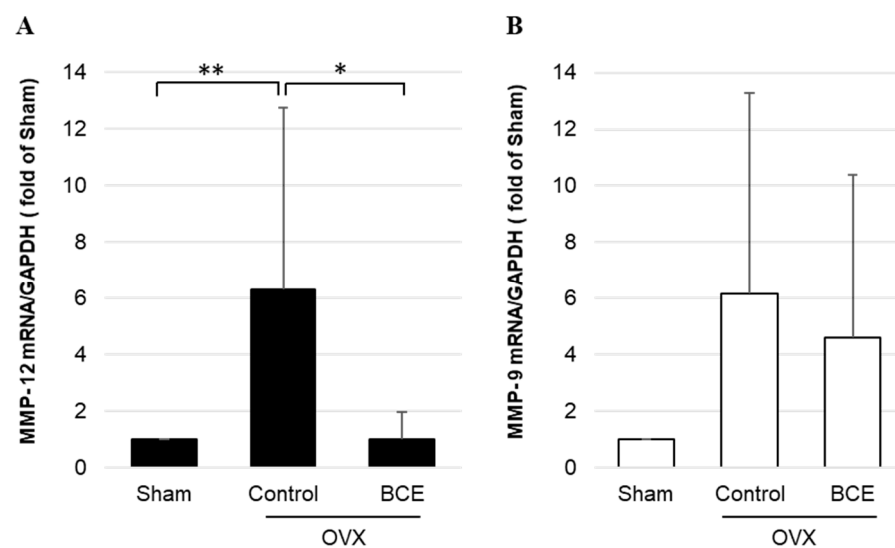 A
MMP-12 mRNA/GAPDH ( fold of Sham)
14
12
10
8
6
4
2
0
**
*
Sham
Control
BCE
OVX
B
MMP-9 mRNA/GAPDH ( fold of Sham)
14
12
10
8
6
4
2
0
Sham
Control
BCE
OVX